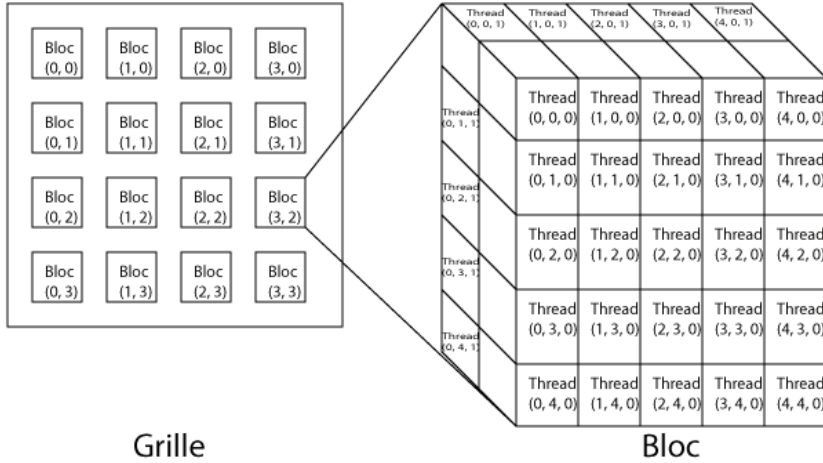 Bloc Bloc Bloc Bloc
(0, 0) (1, 0) (2, 0) (3, 0)
Bloc Bloc Bloc Bloc
(0, 1) (1, 1) (2, 1) (3, 1)
Bloc Bloc Bloc Bloc
(0, 2) (1, 2) (2, 2) (3, 2)
Bloc Bloc Bloc Bloc
(0, 3) (1, 3) (2, 3) (3, 3)
Grille
Thread Thread Thread Thread Thread
(0, 0, 1) (1, 0, 1) (2, 0, 1) (3, 0, 1) (4, 0, 1)
Thread
(0, 1, 1)
Thread
(0, 2, 1)
Thread
(0, 3, 1)
Thread
(0, 4, 1)
Thread Thread Thread Thread Thread
(0, 0, 0) (1, 0, 0) (2, 0, 0) (3, 0, 0) (4, 0, 0)
Thread Thread Thread Thread Thread
(0, 1, 0) (1, 1, 0) (2, 1, 0) (3, 1, 0) (4, 1, 0)
Thread Thread Thread Thread Thread
(0, 2, 0) (1, 2, 0) (2, 2, 0) (3, 2, 0) (4, 2, 0)
Thread Thread Thread Thread Thread
(0, 3, 0) (1, 3, 0) (2, 3, 0) (3, 3, 0) (4, 3, 0)
Thread Thread Thread Thread Thread
(0, 4, 0) (1, 4, 0) (2, 4, 0) (3, 4, 0) (4, 4, 0)
Bloc